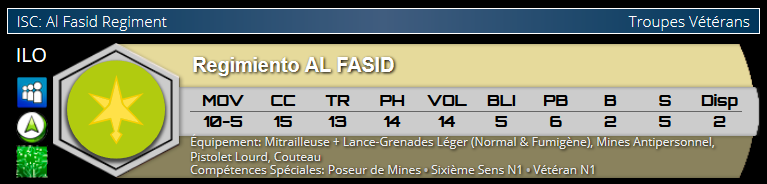 ISC: Al Fasid Regiment Troupes Vétérans
ILO Regimiento AL FASID
MOV CC TR PH VOL BLI PB B S Disp
10-5 15 13 14 14 5 6 2 5 2
Équipement: Mitrailleuse + Lance-Grenades Léger (Normal & Fumigène), Mines Antipersonnel,
Pistolet Lourd, Couteau
Compétences Spéciales: Poseur de Mines • Sixième Sens N1 • Vétéran N1